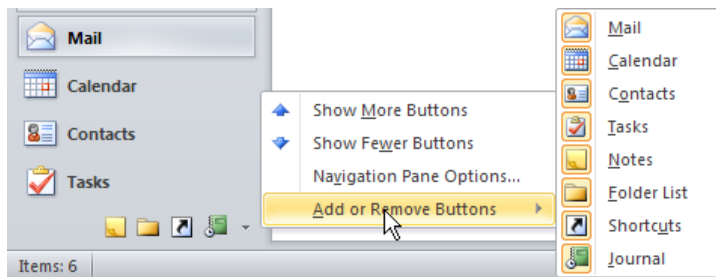 Mail
Calendar
Contacts
Tasks
Items: 6
Show More Buttons
Show Fewer Buttons
Navigation Pane Options...
Add or Remove Buttons
Mail
Calendar
Contacts
Tasks
Notes
Folder List
Shortcuts
Journal